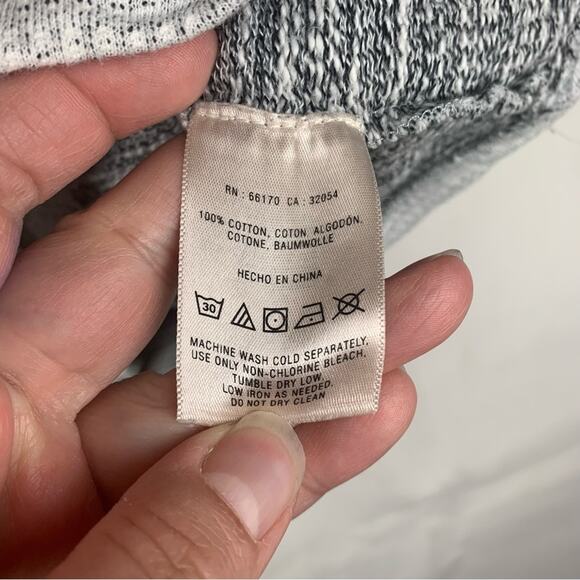 RN : 66170 CA : 32054
100% COTTON, COTON, ALGODÓN,
COTONE, BAUMWOLLE
HECHO EN CHINA
30
MACHINE WASH COLD SEPARATELY.
USE ONLY NON-CHLORINE BLEACH.
TUMBLE DRY LOW.
LOW IRON AS NEEDED.
DO NOT DRY CLEAN